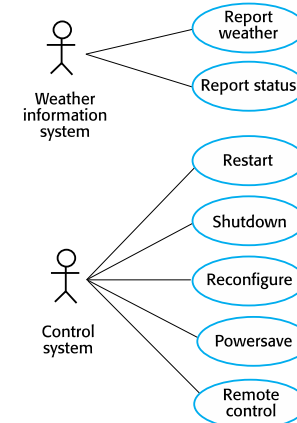 Report
weather
Report status
Weather
information
system
Restart
Shutdown
Reconfigure
Powersave
Control
system
Remote
control